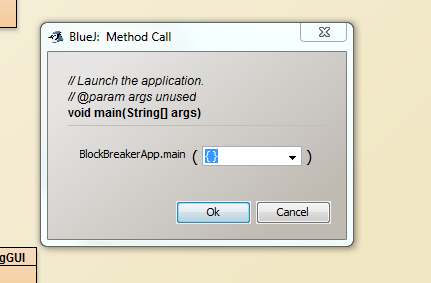 BlueJ: Method Call
// Launch the application.
// @param args unused
void main(String[] args)
BlockBreakerApp.main ( {} )
Ok Cancel
gGUI